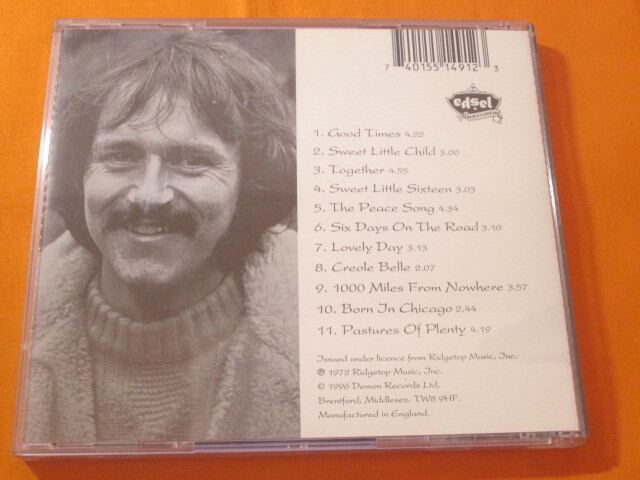 7 40155 14912 3
edsel
RECORDS
1. Good Times 4.22
2. Sweet Little Child 3.00
3. Together 4.55
4. Sweet Little Sixteen 3.03
5. The Peace Song 4.34
6. Six Days On The Road 3.10
7. Lovely Day 3.13
8. Creole Belle 2.07
9. 1000 Miles From Nowhere 3.57
10. Born In Chicago 2.44
11. Pastures Of Plenty 4.19
Issued under licence from Ridgetop Music, Inc.
℗ 1972 Ridgetop Music, Inc.
© 1996 Demon Records Ltd,
Brentford, Middlesex, TW8 9HF.
Manufactured in England.